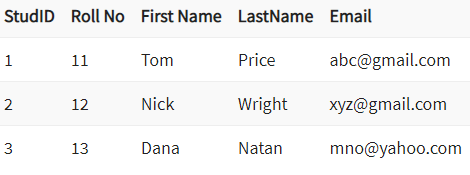 StudID Roll No First Name LastName Email
1 11 Tom Price abc@gmail.com
2 12 Nick Wright xyz@gmail.com
3 13 Dana Natan mno@yahoo.com